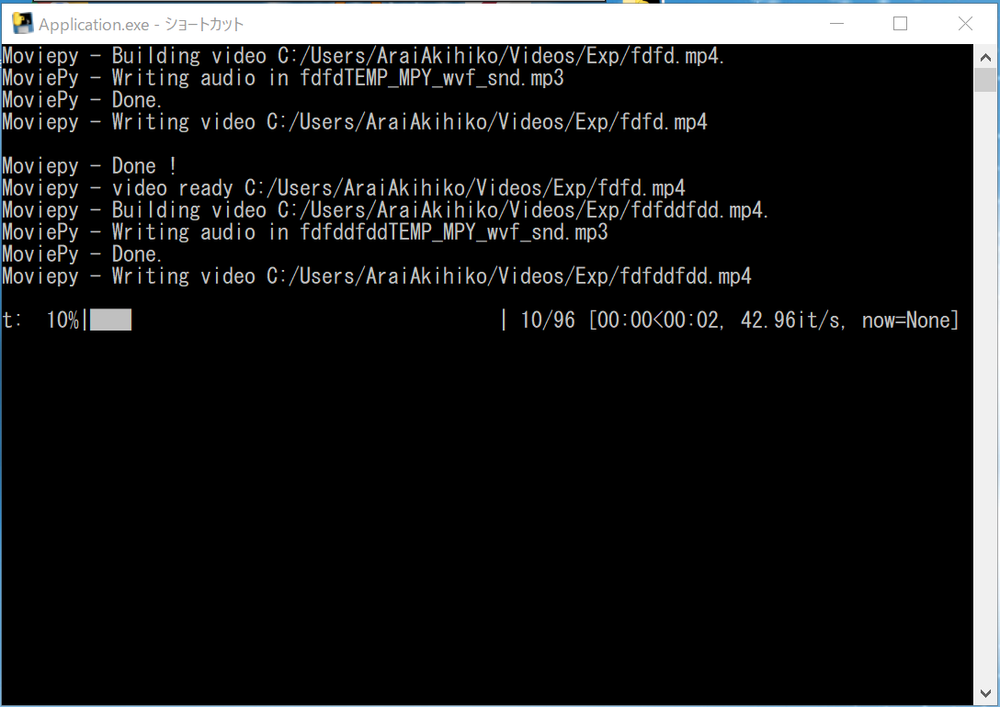 Application.exe - ショートカット
Moviepy - Building video C:/Users/AraiAkihiko/Videos/Exp/fdfd.mp4.
MoviePy - Writing audio in fdfdTEMP_MPY_wvf_snd.mp3
MoviePy - Done.
Moviepy - Writing video C:/Users/AraiAkihiko/Videos/Exp/fdfd.mp4
Moviepy - Done !
Moviepy - video ready C:/Users/AraiAkihiko/Videos/Exp/fdfd.mp4
Moviepy - Building video C:/Users/AraiAkihiko/Videos/Exp/fdfddfdd.mp4.
MoviePy - Writing audio in fdfddfddTEMP_MPY_wvf_snd.mp3
MoviePy - Done.
Moviepy - Writing video C:/Users/AraiAkihiko/Videos/Exp/fdfddfdd.mp4
t:  10%|████                                  | 10/96 [00:00<00:02, 42.96it/s, now=None]